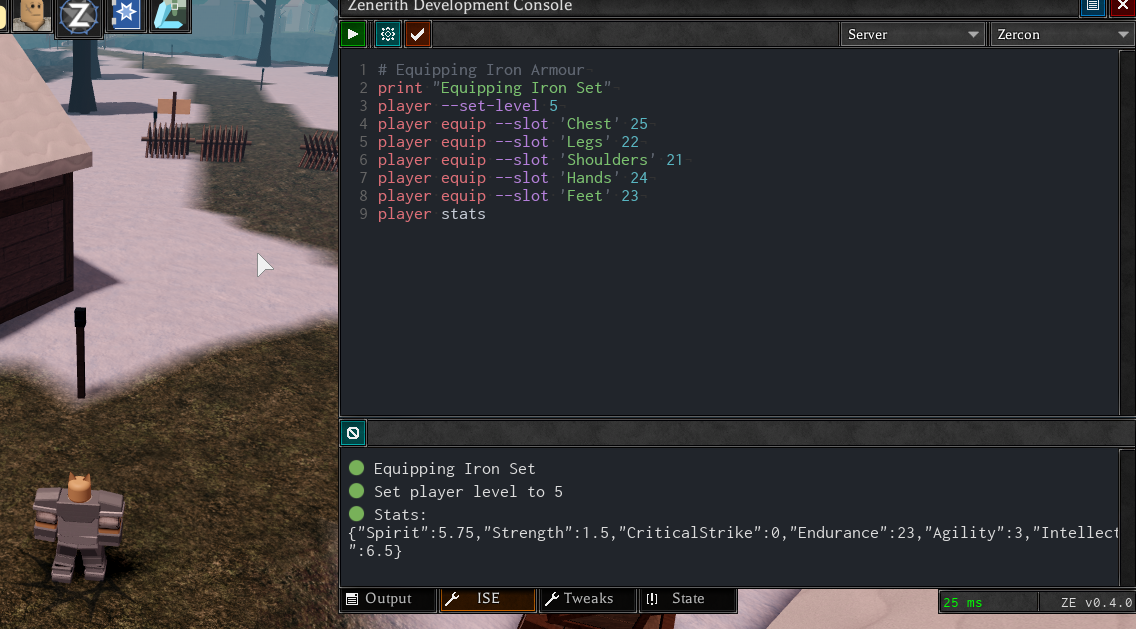 Zenerith Development Console
Server
Zercon
1 # Equipping Iron Armour
2 print "Equipping Iron Set"
3 player --set-level 5
4 player equip --slot 'Chest' 25
5 player equip --slot 'Legs' 22
6 player equip --slot 'Shoulders' 21
7 player equip --slot 'Hands' 24
8 player equip --slot 'Feet' 23
9 player stats
Equipping Iron Set
Set player level to 5
Stats:
{"Spirit":5.75,"Strength":1.5,"CriticalStrike":0,"Endurance":23,"Agility":3,"Intellect
":6.5}
Output
ISE
Tweaks
State
25 ms
ZE v0.4.0